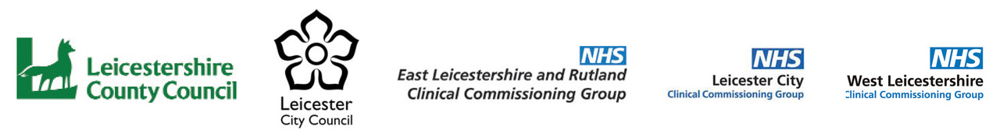 Leicestershire
County Council
Leicester
City Council
NHS
East Leicestershire and Rutland
Clinical Commissioning Group
NHS
Leicester City
Clinical Commissioning Group
NHS
West Leicestershire
Clinical Commissioning Group